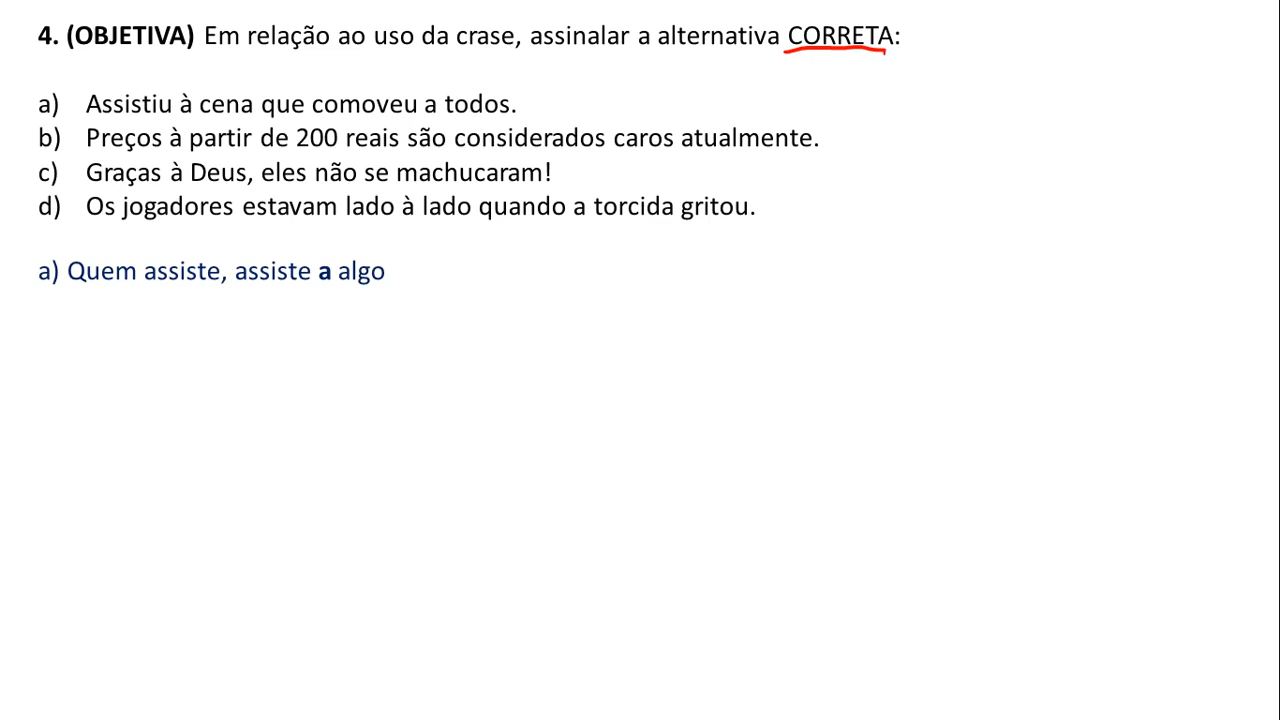 4. (OBJETIVA) Em relação ao uso da crase, assinalar a alternativa CORRETA:
a) Assistiu à cena que comoveu a todos.
b) Preços à partir de 200 reais são considerados caros atualmente.
c) Graças à Deus, eles não se machucaram!
d) Os jogadores estavam lado à lado quando a torcida gritou.
a) Quem assiste, assiste a algo